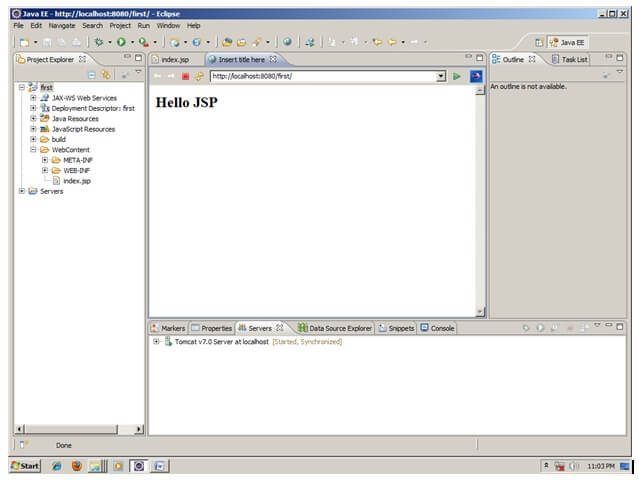 Java EE - http://localhost:8080/first/ - Eclipse
File Edit Navigate Search Project Run Window Help
Java EE
Project Explorer
first
JAX-WS Web Services
Deployment Descriptor: first
Java Resources
JavaScript Resources
build
WebContent
META-INF
WEB-INF
index.jsp
Servers
index.jsp Insert title here
http://localhost:8080/first/
Hello JSP
Outline Task List
An outline is not available.
Markers Properties Servers Data Source Explorer Snippets Console
Tomcat v7.0 Server at localhost [Started, Synchronized]
Done
Start 11:03 PM